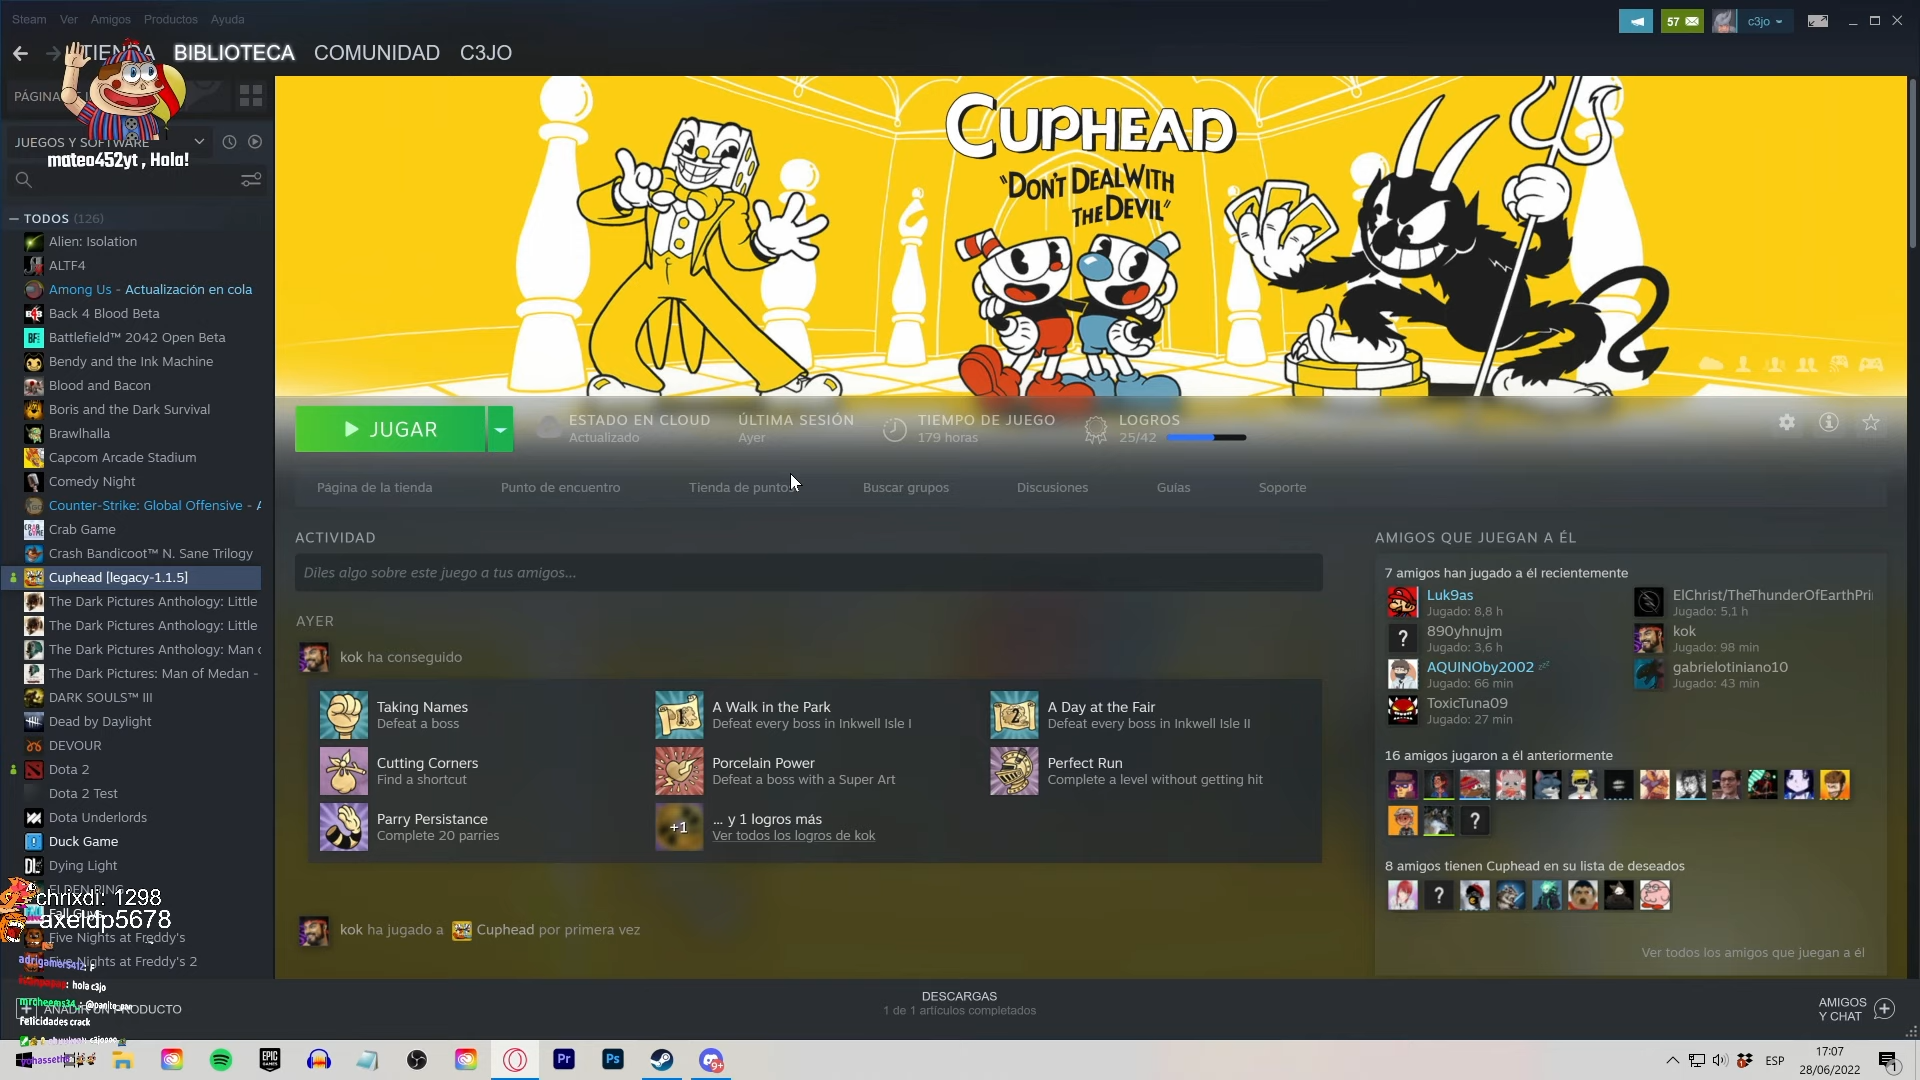 Steam Ver Amigos Productos Ayuda
57
c3jo
TIENDA BIBLIOTECA COMUNIDAD C3JO
JUEGOS Y SOFTWARE
mateo452yt , Hola!
TODOS (126)
Alien: Isolation
ALTF4
Among Us - Actualización en cola
Back 4 Blood Beta
Battlefield™ 2042 Open Beta
Bendy and the Ink Machine
Blood and Bacon
Boris and the Dark Survival
Brawlhalla
Capcom Arcade Stadium
Comedy Night
Counter-Strike: Global Offensive - A
Crab Game
Crash Bandicoot™ N. Sane Trilogy
Cuphead [legacy-1.1.5]
The Dark Pictures Anthology: Little
The Dark Pictures Anthology: Little
The Dark Pictures Anthology: Man
The Dark Pictures: Man of Medan -
DARK SOULS™ III
Dead by Daylight
DEVOUR
Dota 2
Dota 2 Test
Dota Underlords
Duck Game
Dying Light
ELDEN RING
chrixdi: 1298
Fall Guys
axeldp5678
Five Nights at Freddy's
Five Nights at Freddy's 2
: F
: hola c3jo
mrcheems34_:
felicidades crack
AÑADIR UN PRODUCTO
CUPHEAD
"DON'T DEAL WITH
THE DEVIL"
JUGAR
ESTADO EN CLOUD
Actualizado
ÚLTIMA SESIÓN
Ayer
TIEMPO DE JUEGO
179 horas
LOGROS
25/42
Página de la tienda Punto de encuentro Tienda de puntos Buscar grupos Discusiones Guías Soporte
ACTIVIDAD
Diles algo sobre este juego a tus amigos...
AYER
kok ha conseguido
Taking Names
Defeat a boss
A Walk in the Park
Defeat every boss in Inkwell Isle I
A Day at the Fair
Defeat every boss in Inkwell Isle II
Cutting Corners
Find a shortcut
Porcelain Power
Defeat a boss with a Super Art
Perfect Run
Complete a level without getting hit
Parry Persistance
Complete 20 parries
+1
... y 1 logros más
Ver todos los logros de kok
kok ha jugado a Cuphead por primera vez
AMIGOS QUE JUEGAN A ÉL
7 amigos han jugado a él recientemente
Luk9as
Jugado: 8,8 h
ElChrist/TheThunderOfEarthPri
Jugado: 5,1 h
890yhnujm
Jugado: 3,6 h
kok
Jugado: 98 min
AQUINOby2002
Jugado: 66 min
gabrielotiniano10
Jugado: 43 min
ToxicTuna09
Jugado: 27 min
16 amigos jugaron a él anteriormente
8 amigos tienen Cuphead en su lista de deseados
Ver todos los amigos que juegan a él
DESCARGAS
1 de 1 artículos completados
AMIGOS
Y CHAT
EPIC
GAMES
Pr
Ps
9+
ESP
17:07
28/06/2022
1